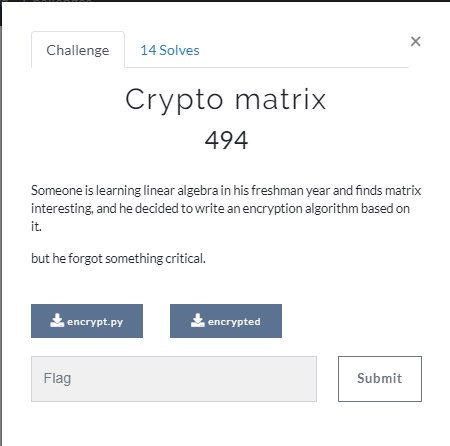 Challenge
14 Solves
×
Crypto matrix
494
Someone is learning linear algebra in his freshman year and finds matrix
interesting, and he decided to write an encryption algorithm based on
it.
but he forgot something critical.
encrypt.py
encrypted
Flag
Submit